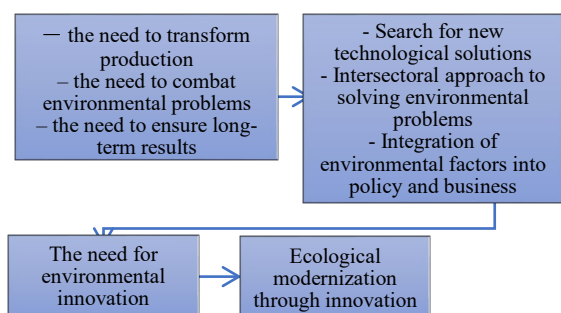 — the need to transform
production
– the need to combat
environmental problems
– the need to ensure long-
term results
- Search for new
technological solutions
- Intersectoral approach to
solving environmental
problems
- Integration of
environmental factors into
policy and business
The need for
environmental
innovation
Ecological
modernization
through innovation